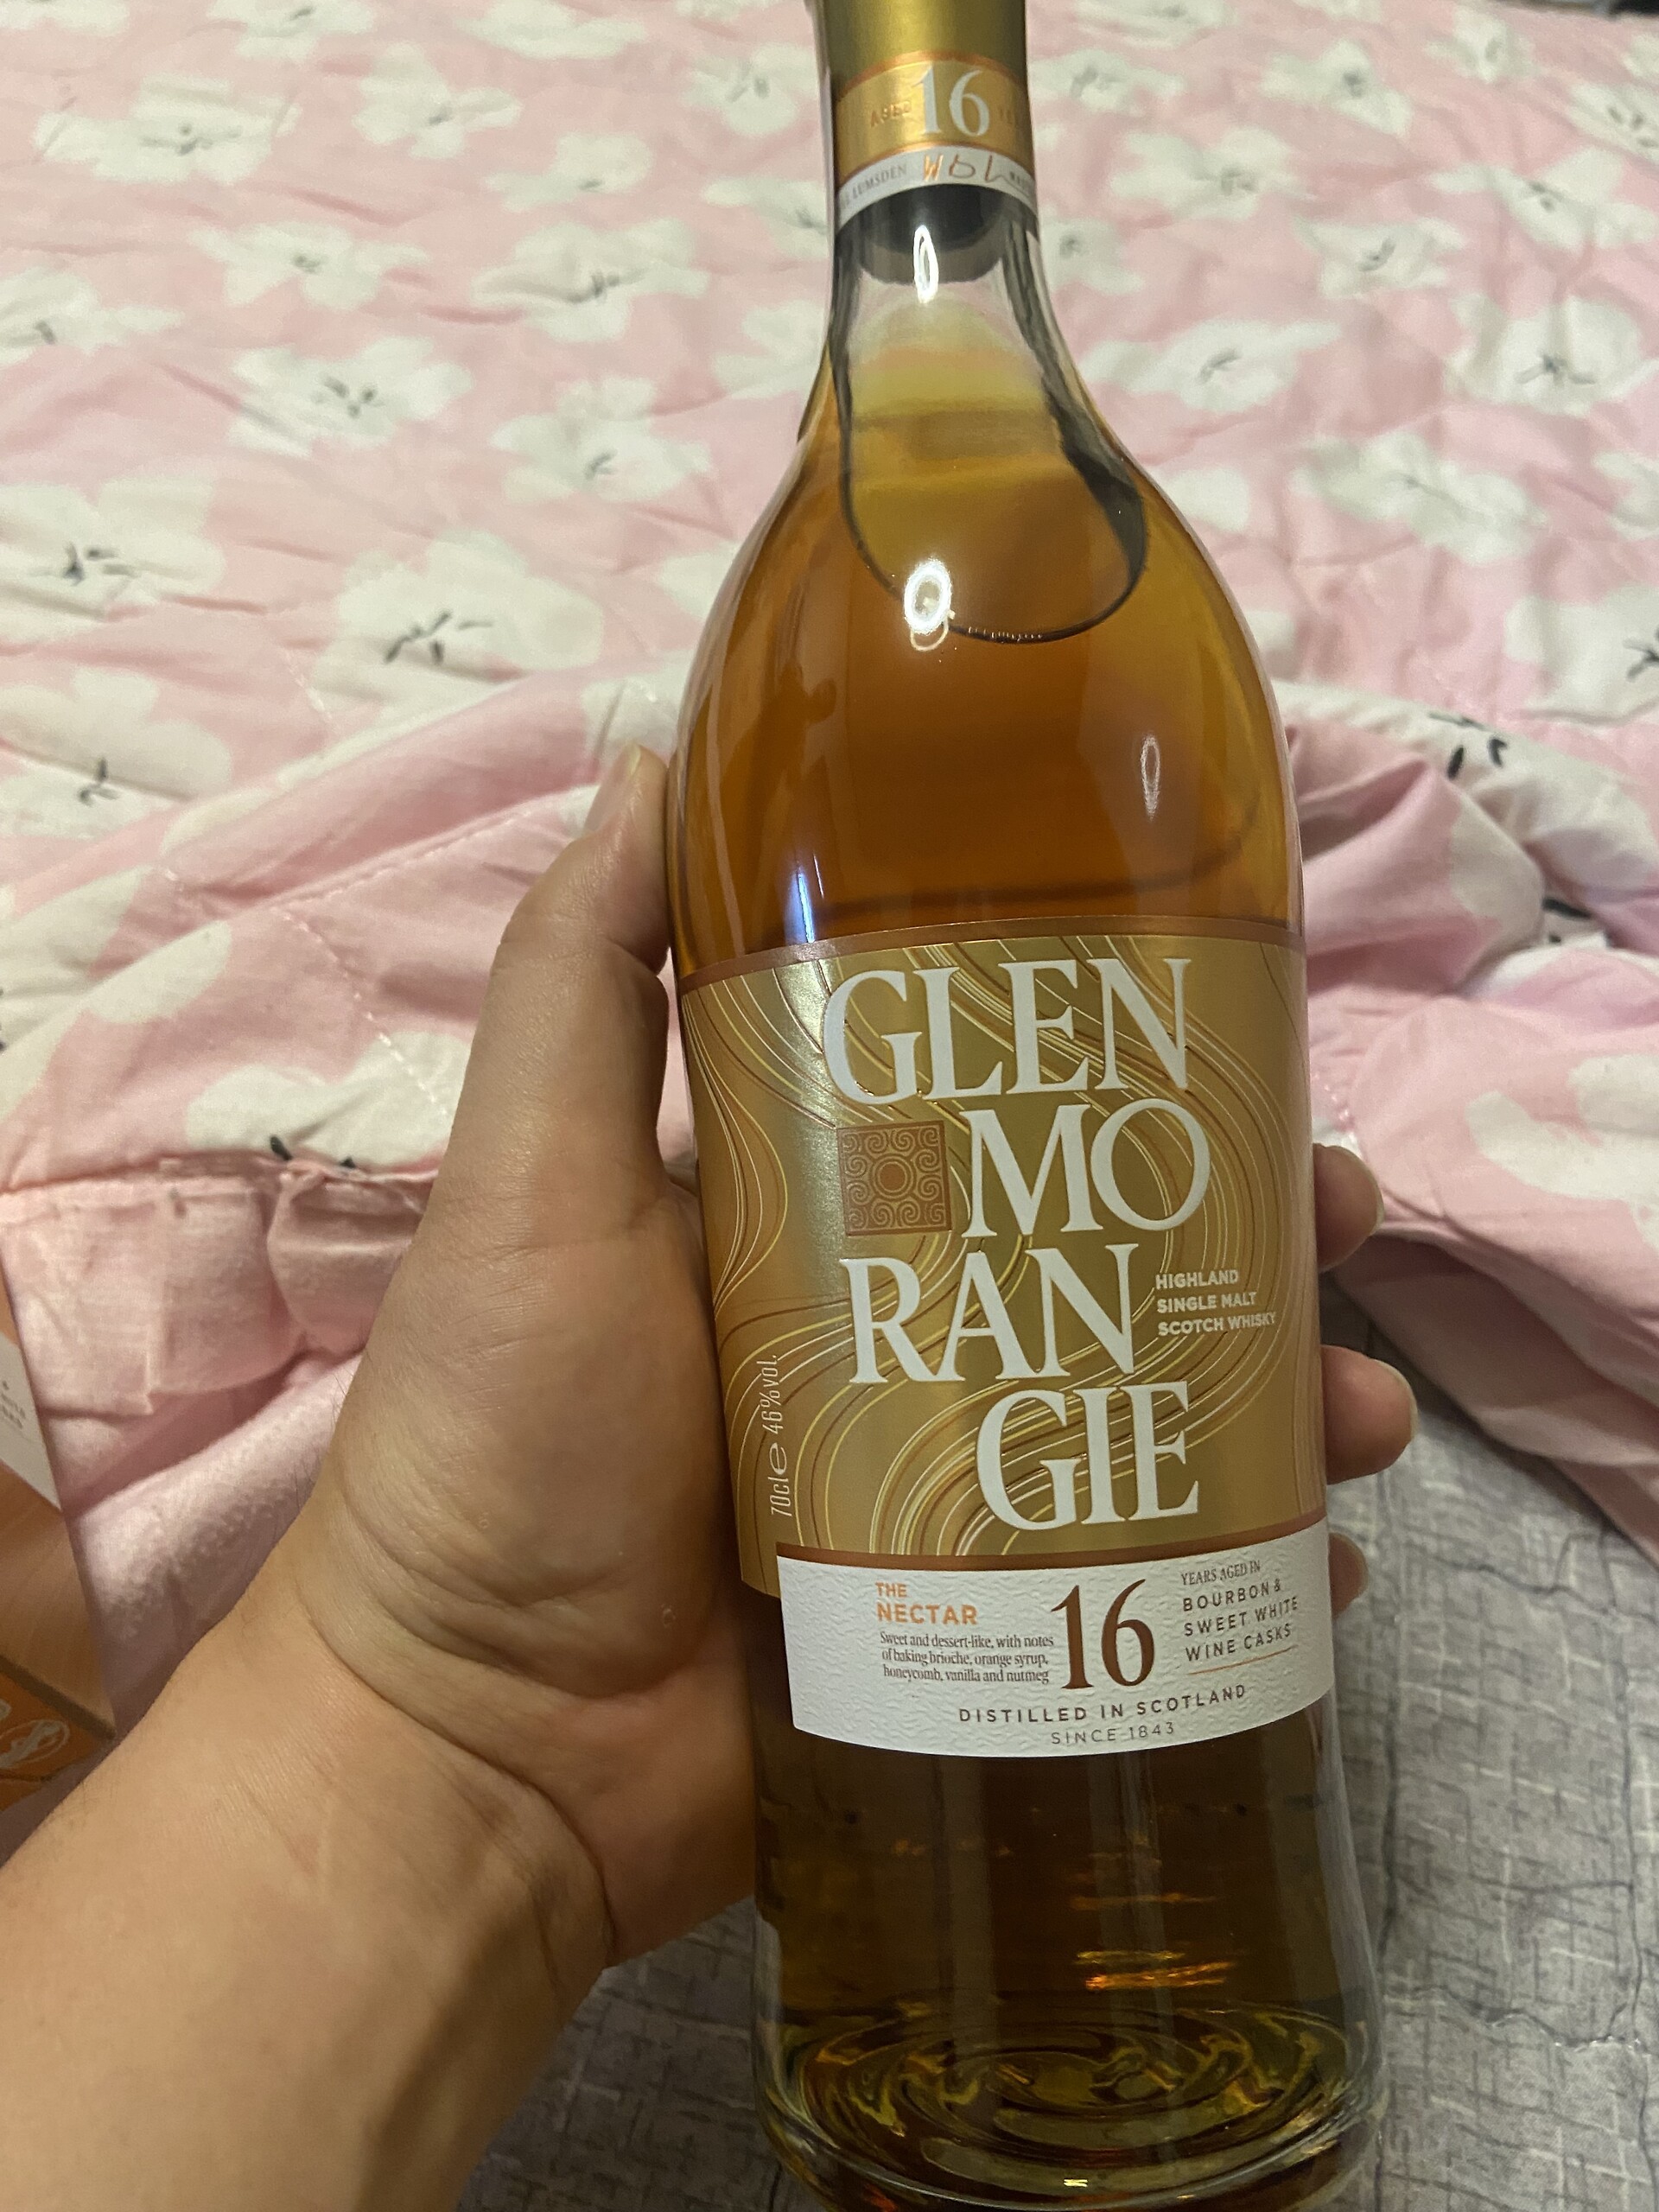 AGED 16
LUMSDEN
GLEN
MO
RAN
GIE
HIGHLAND
SINGLE MALT
SCOTCH WHISKY
70cl e 46%vol.
THE
NECTAR
Sweet and dessert-like, with notes
of baking brioche, orange syrup,
honeycomb, vanilla and nutmeg
16
YEARS AGED IN
BOURBON &
SWEET WHITE
WINE CASKS
DISTILLED IN SCOTLAND
SINCE 1843